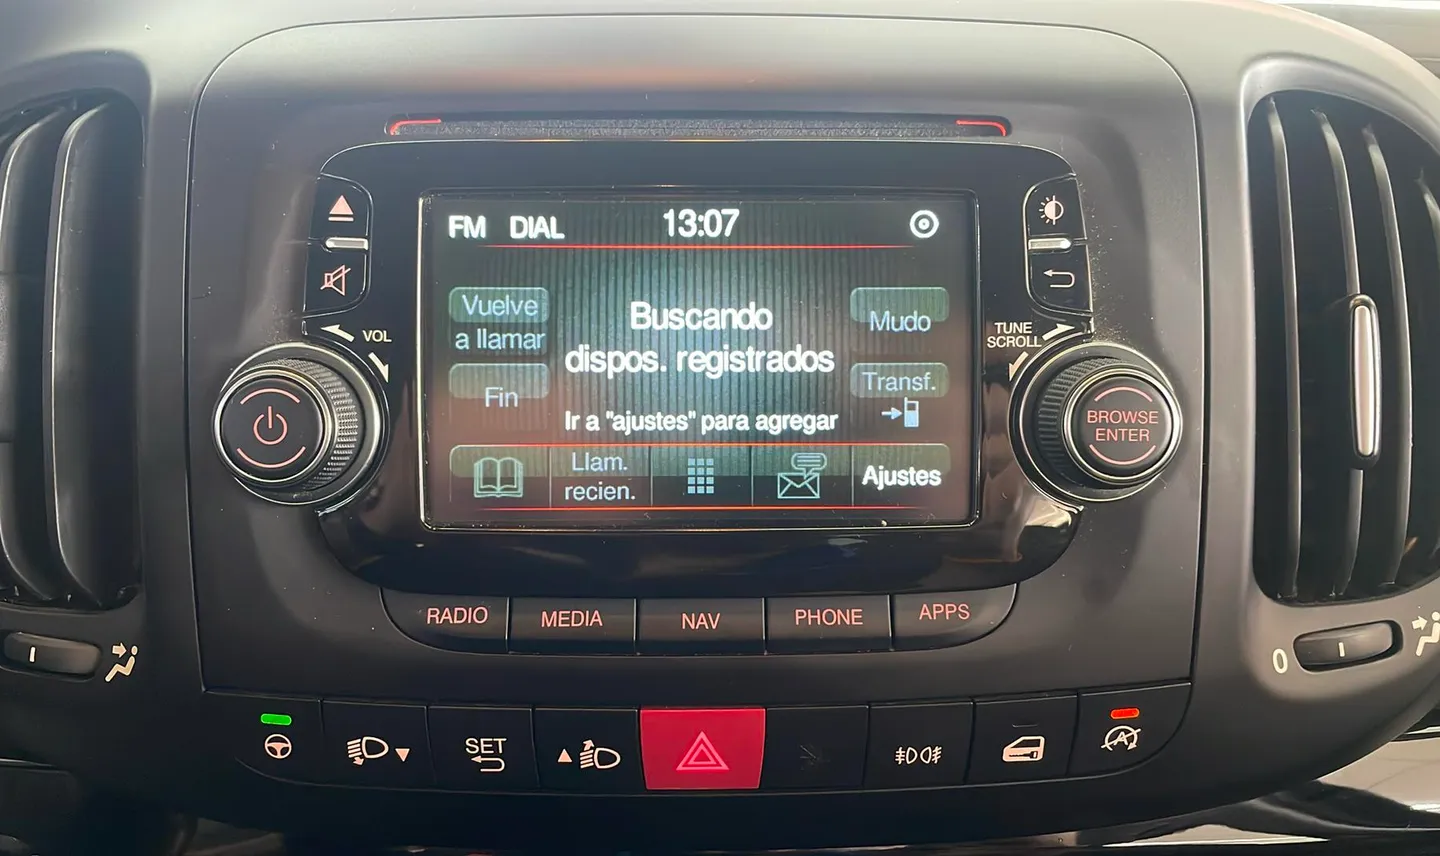 FM DIAL 13:07
Vuelve
a llamar
Buscando
dispos. registrados
Mudo
Fin
Transf.
Ir a "ajustes" para agregar
Llam.
recien.
Ajustes
VOL
TUNE
SCROLL
BROWSE
ENTER
RADIO MEDIA NAV PHONE APPS
0
SET
A